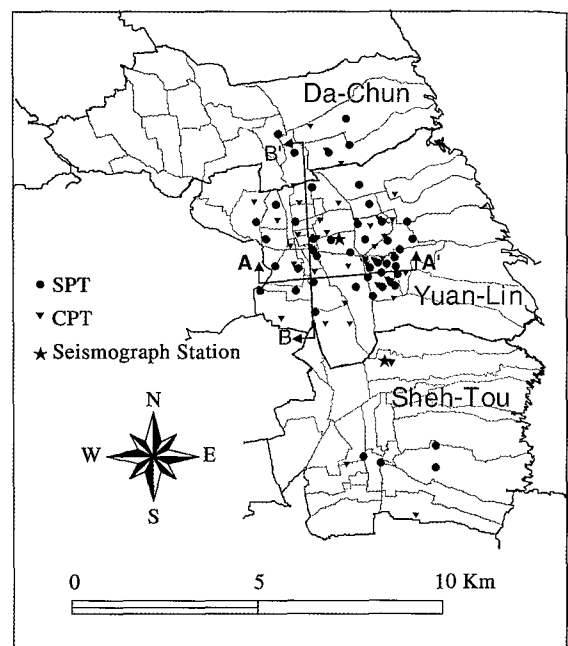 Da-Chun
B'
A
A'
SPT
Yuan-Lin
CPT
B
Seismograph Station
Sheh-Tou
N
W E
S
0 5 10 Km